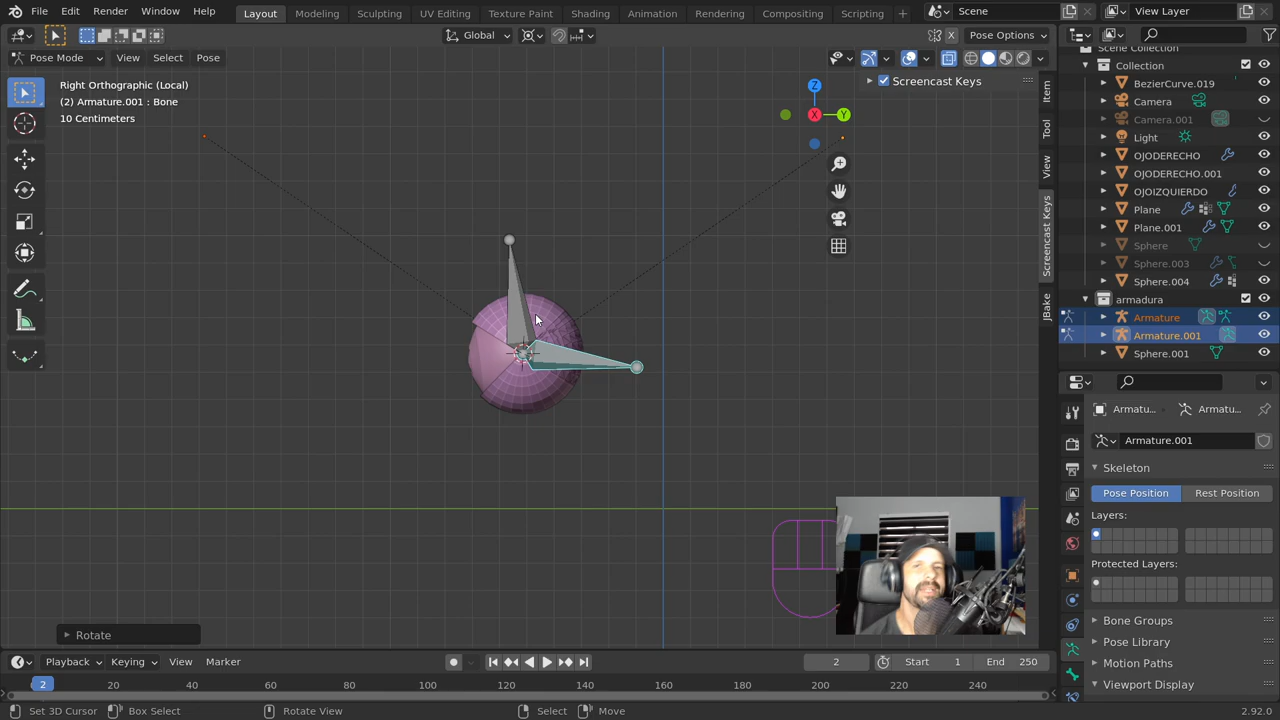 File Edit Render Window Help Layout Modeling Sculpting UV Editing Texture Paint Shading Animation Rendering Compositing Scripting Scene View Layer
Global Pose Options
Pose Mode View Select Pose
Right Orthographic (Local)
(2) Armature.001 : Bone
10 Centimeters
Screencast Keys
Z
X
Y
Item
Tool
View
Screencast Keys
JBake
Scene Collection
Collection
BezierCurve.019
Camera
Camera.001
Light
OJODERECHO
OJODERECHO.001
OJOIZQUIERDO
Plane
Plane.001
Sphere
Sphere.003
Sphere.004
armadura
Armature
Armature.001
Sphere.001
Armatu... Armatu...
Armature.001
Skeleton
Pose Position Rest Position
Layers:
Protected Layers:
Bone Groups
Pose Library
Motion Paths
Viewport Display
Rotate
Playback Keying View Marker 2 Start 1 End 250
2 20 40 60 80 100 120 140 160 180 200 220 240
Set 3D Cursor Box Select Rotate View Select Move 2.92.0